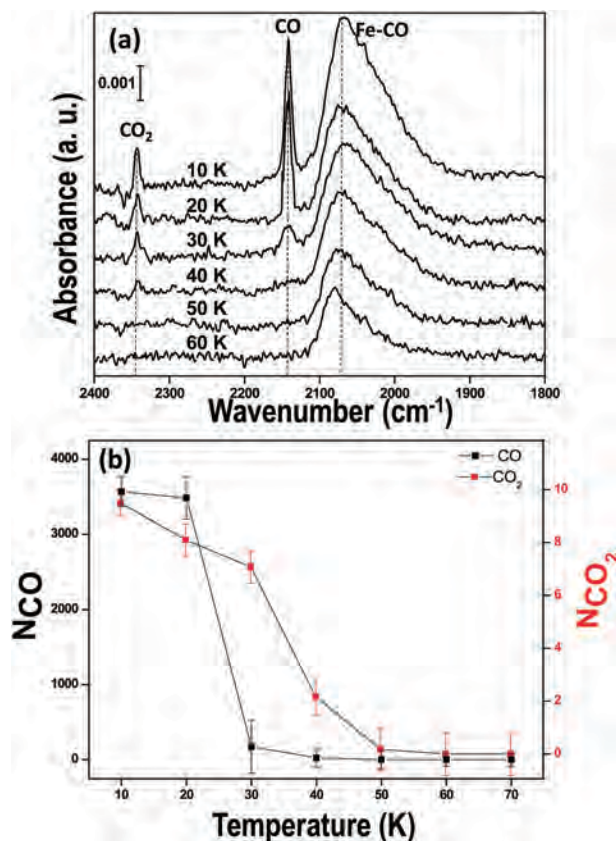 (a)
CO
Fe-CO
0.001
CO₂
10 K
20 K
30 K
40 K
50 K
60 K
Absorbance (a. u.)
2400 2300 2200 2100 2000 1900 1800
Wavenumber (cm⁻¹)
(b)
CO
CO₂
4000
3000
2000
1000
0
10
8
6
4
2
0
NCO
NCO₂
10 20 30 40 50 60 70
Temperature (K)